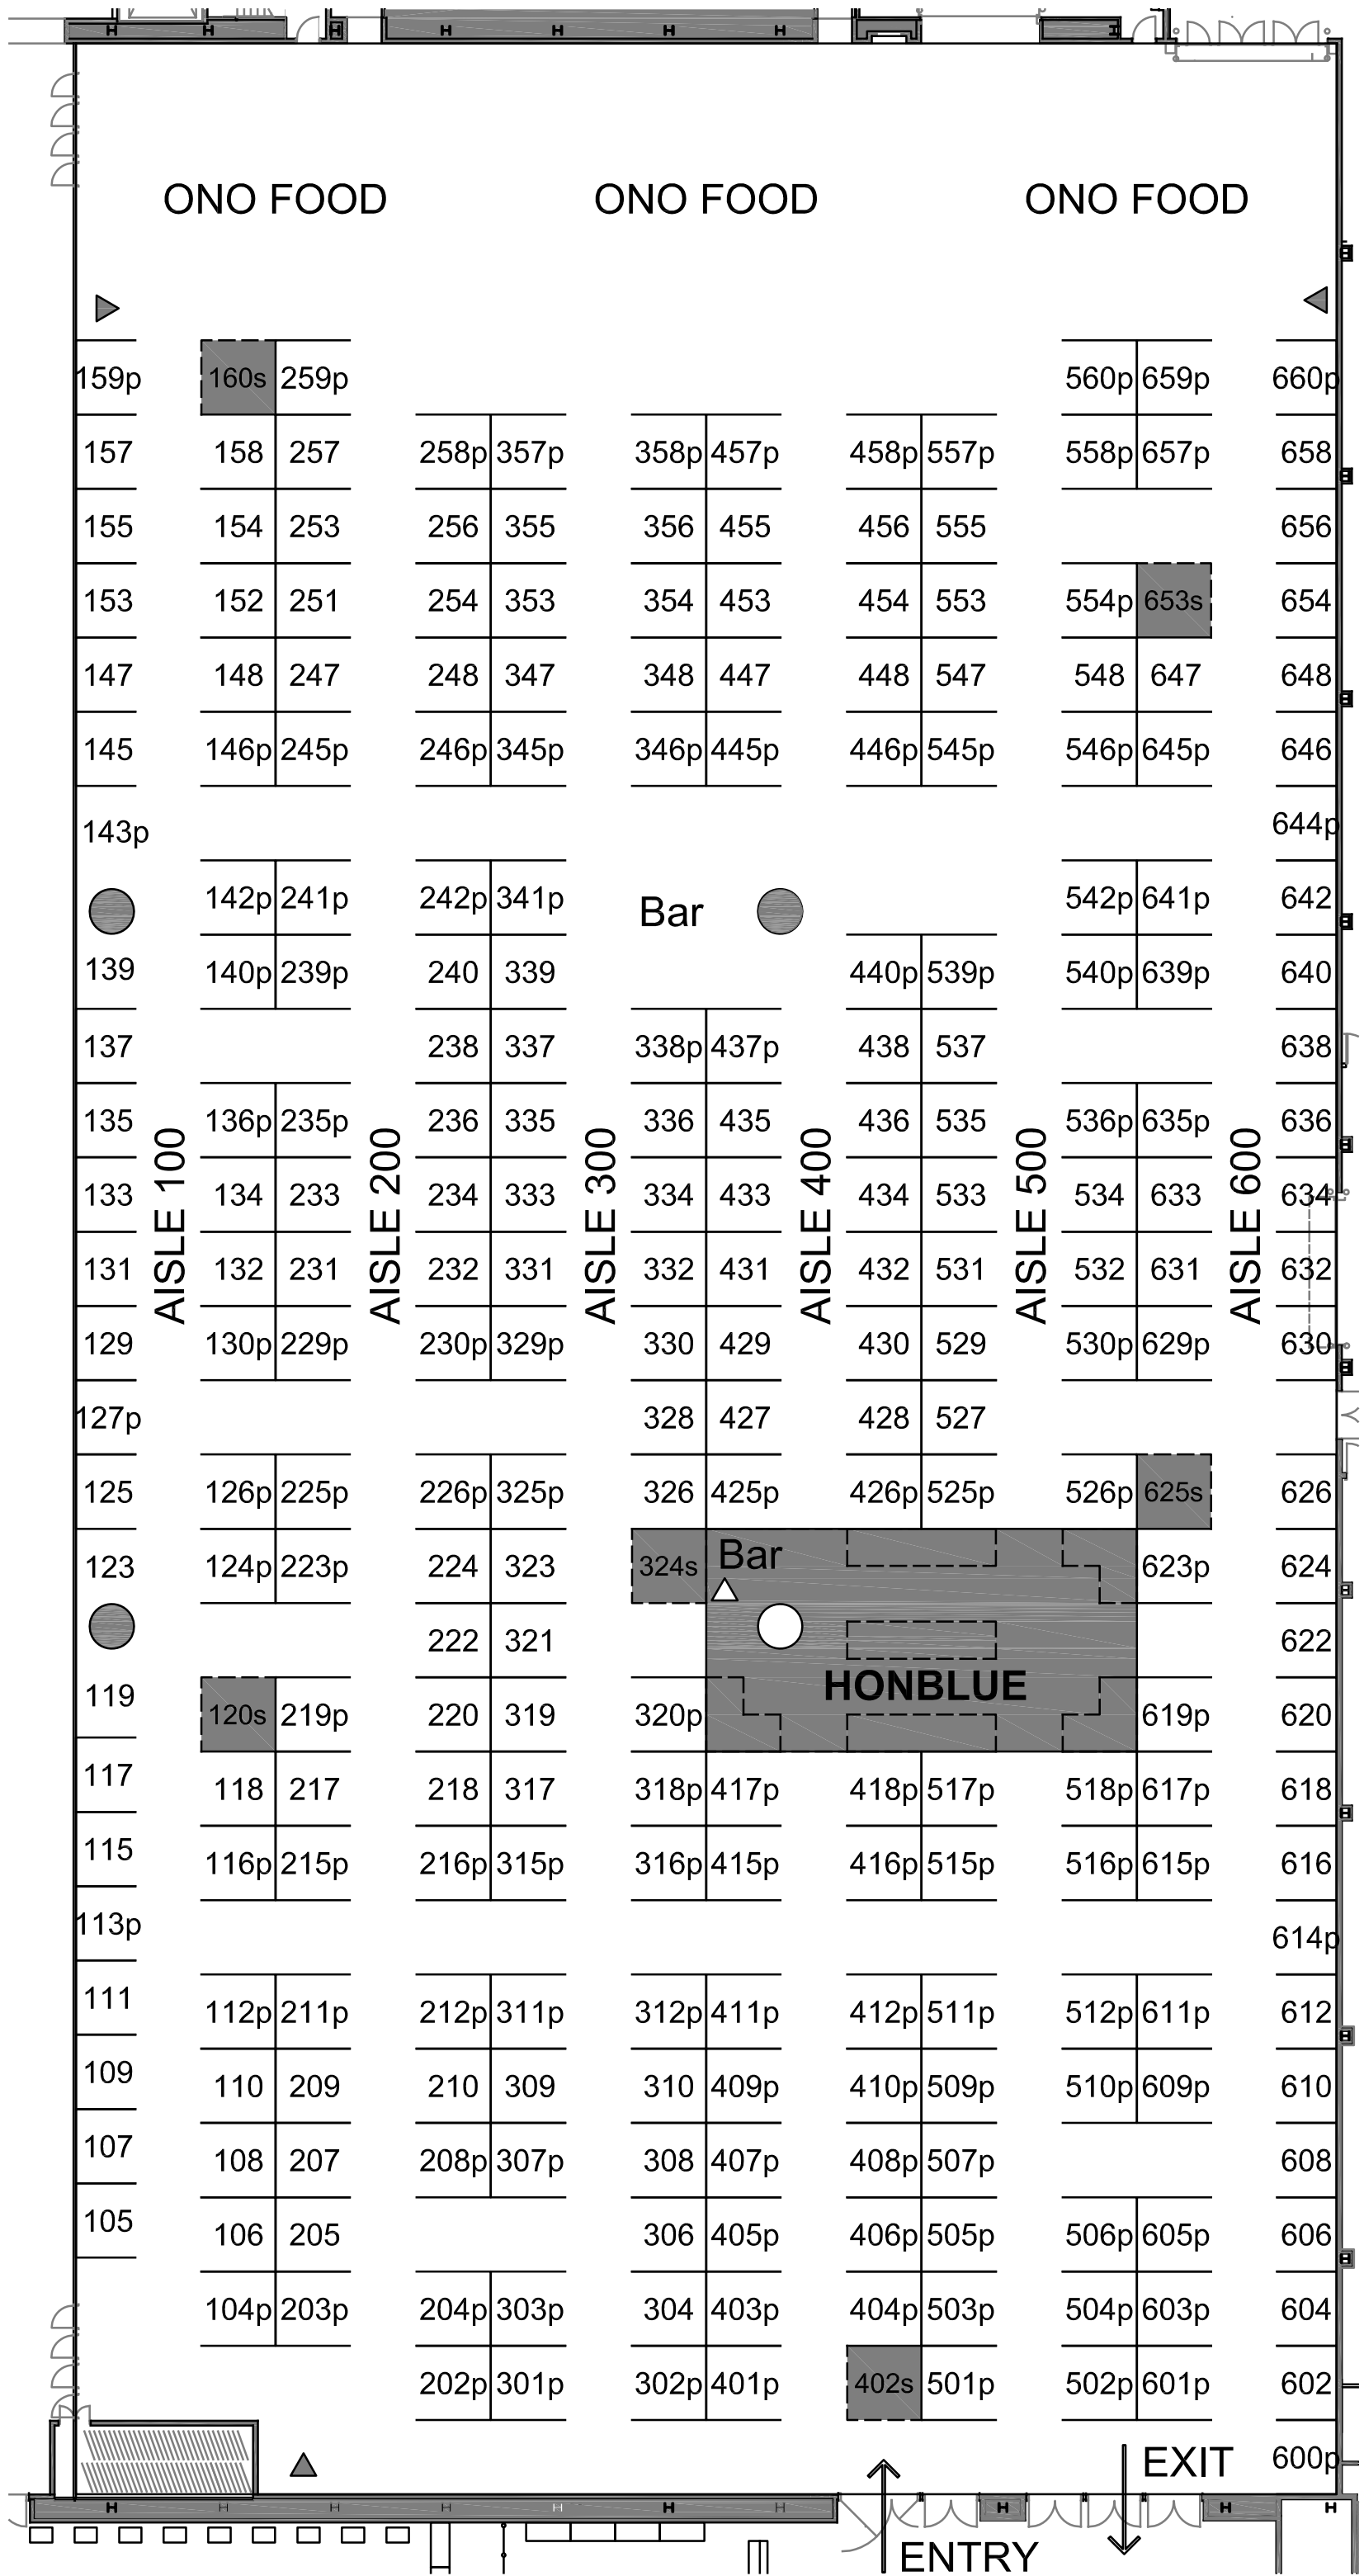 ONO FOOD ONO FOOD ONO FOOD
159p 160s 259p 560p 659p 660p
157 158 257 258p 357p 358p 457p 458p 557p 558p 657p 658
155 154 253 256 355 356 455 456 555 656
153 152 251 254 353 354 453 454 553 554p 653s 654
147 148 247 248 347 348 447 448 547 548 647 648
145 146p 245p 246p 345p 346p 445p 446p 545p 546p 645p 646
143p 644p
142p 241p 242p 341p Bar 542p 641p 642
139 140p 239p 240 339 440p 539p 540p 639p 640
137 238 337 338p 437p 438 537 638
135 136p 235p 236 335 336 435 436 535 536p 635p 636
AISLE 100 AISLE 200 AISLE 300 AISLE 400 AISLE 500 AISLE 600
133 134 233 234 333 334 433 434 533 534 633 634
131 132 231 232 331 332 431 432 531 532 631 632
129 130p 229p 230p 329p 330 429 430 529 530p 629p 630
127p 328 427 428 527
125 126p 225p 226p 325p 326 425p 426p 525p 526p 625s 626
123 124p 223p 224 323 324s Bar 623p 624
222 321 622
HONBLUE
119 120s 219p 220 319 320p 619p 620
117 118 217 218 317 318p 417p 418p 517p 518p 617p 618
115 116p 215p 216p 315p 316p 415p 416p 515p 516p 615p 616
113p 614p
111 112p 211p 212p 311p 312p 411p 412p 511p 512p 611p 612
109 110 209 210 309 310 409p 410p 509p 510p 609p 610
107 108 207 208p 307p 308 407p 408p 507p 608
105 106 205 306 405p 406p 505p 506p 605p 606
104p 203p 204p 303p 304 403p 404p 503p 504p 603p 604
202p 301p 302p 401p 402s 501p 502p 601p 602
EXIT 600p
ENTRY